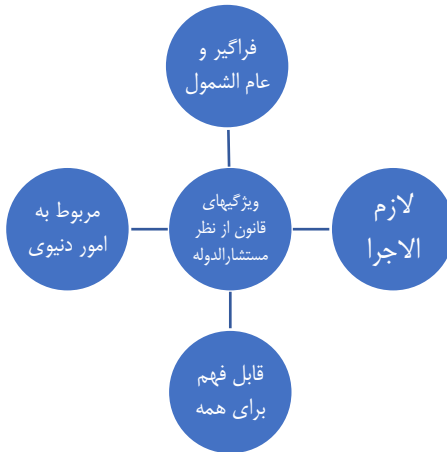 فراگیر و
عام الشمول
مربوط به
امور دنیوی
ویژگیهای
قانون از نظر
مستشارالدوله
لازم
الاجرا
قابل فهم
برای همه